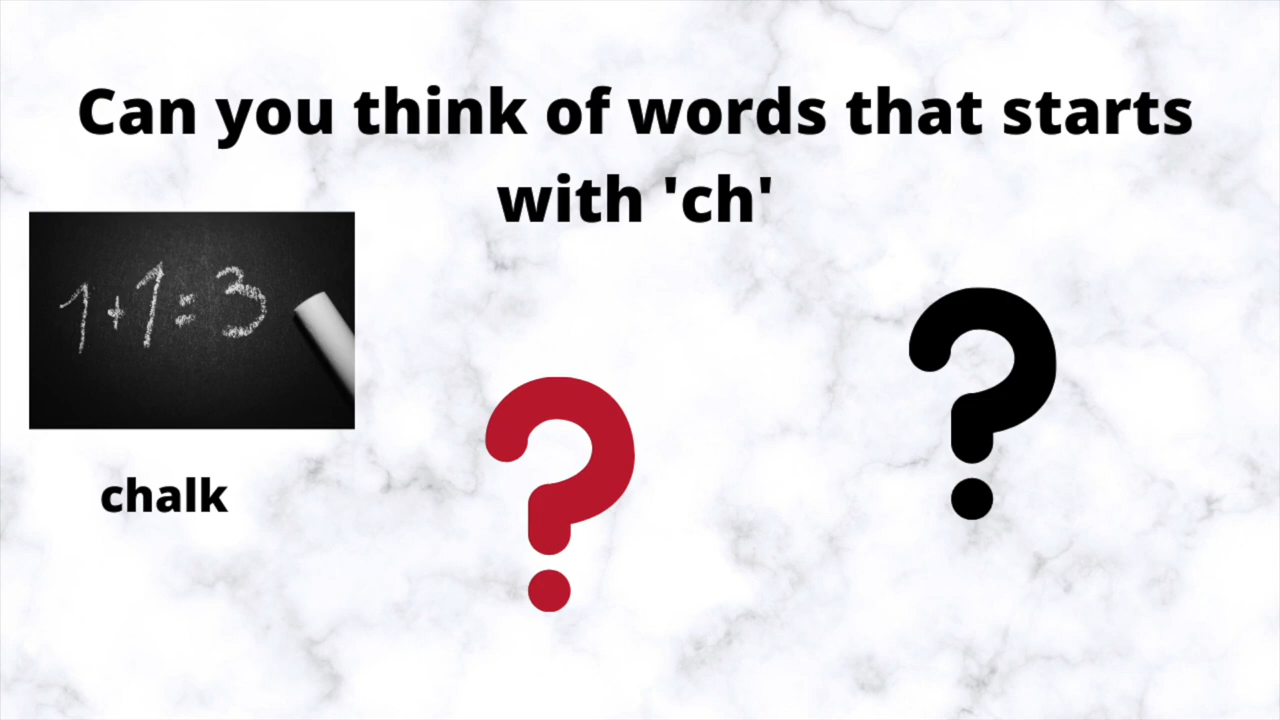 Can you think of words that starts
with 'ch'
1+1=3
chalk
?
?